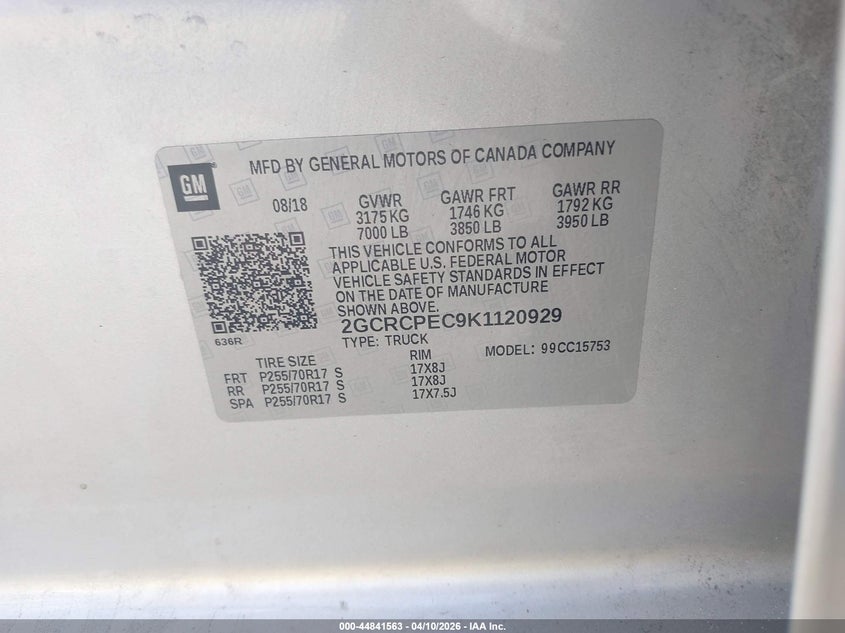 GM
MFD BY GENERAL MOTORS OF CANADA COMPANY
08/18 GVWR GAWR FRT GAWR RR
3175 KG 1746 KG 1792 KG
7000 LB 3850 LB 3950 LB
THIS VEHICLE CONFORMS TO ALL
APPLICABLE U.S. FEDERAL MOTOR
VEHICLE SAFETY STANDARDS IN EFFECT
ON THE DATE OF MANUFACTURE
SHOWN ABOVE.
636R
2GCRCPEC9K1120929
TYPE: TRUCK MODEL: 99CC15753
TIRE SIZE RIM
FRT P255/70R17 S 17X8J
RR P255/70R17 S 17X8J
SPA P255/70R17 S 17X7.5J
000-44841563 - 04/10/2026 - IAA Inc.